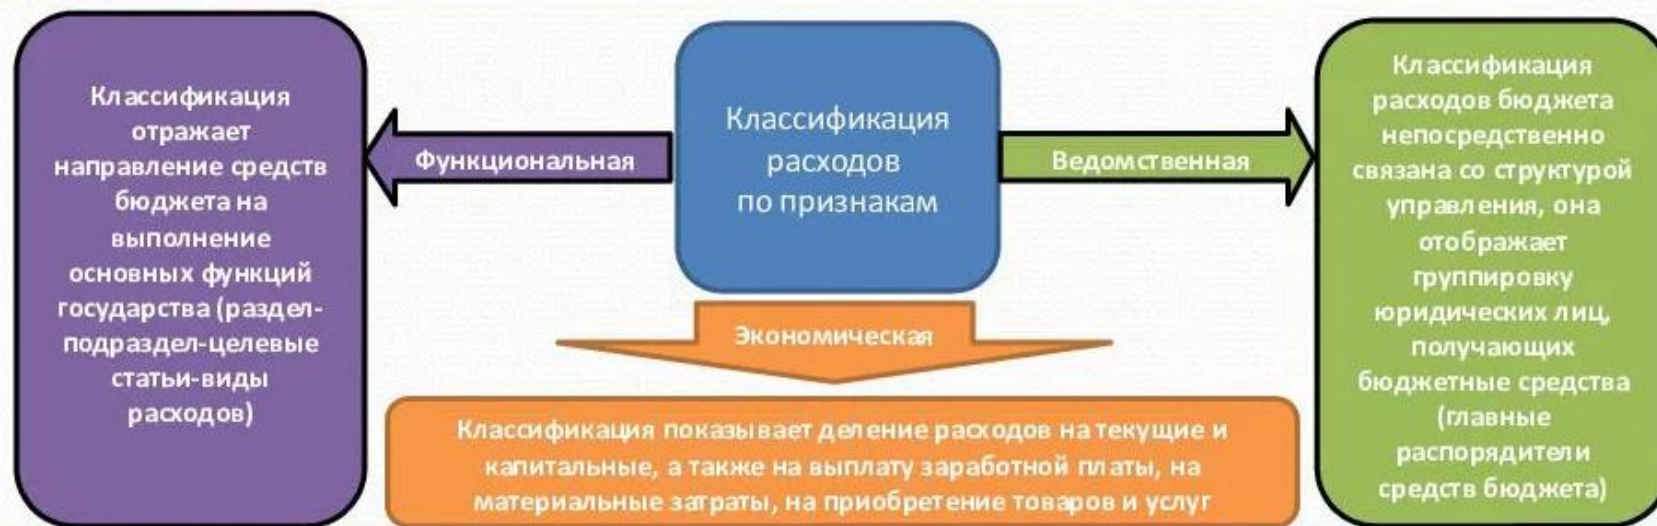 Классификация
расходов
по признакам
Функциональная
Классификация
отражает
направление средств
бюджета на
выполнение
основных функций
государства (раздел-
подраздел-целевые
статьи-виды
расходов)
Экономическая
Классификация показывает деление расходов на текущие и
капитальные, а также на выплату заработной платы, на
материальные затраты, на приобретение товаров и услуг
Ведомственная
Классификация
расходов бюджета
непосредственно
связана со структурой
управления, она
отображает
группировку
юридических лиц,
получающих
бюджетные средства
(главные
распорядители
средств бюджета)